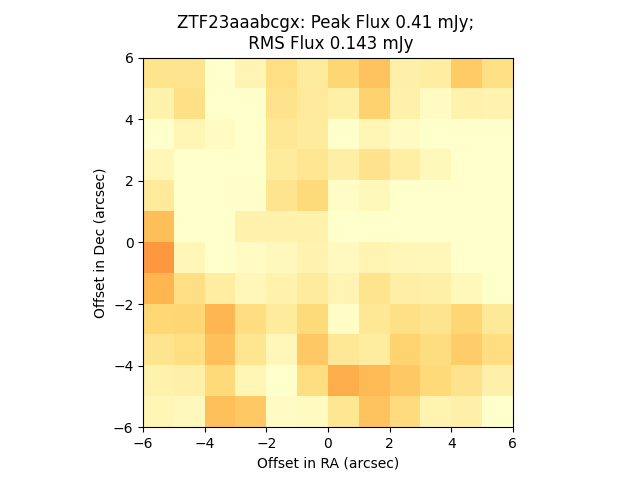 ZTF23aaabcgx: Peak Flux 0.41 mJy;
RMS Flux 0.143 mJy
6
4
2
0
−2
−4
−6
Offset in Dec (arcsec)
−6 −4 −2 0 2 4 6
Offset in RA (arcsec)